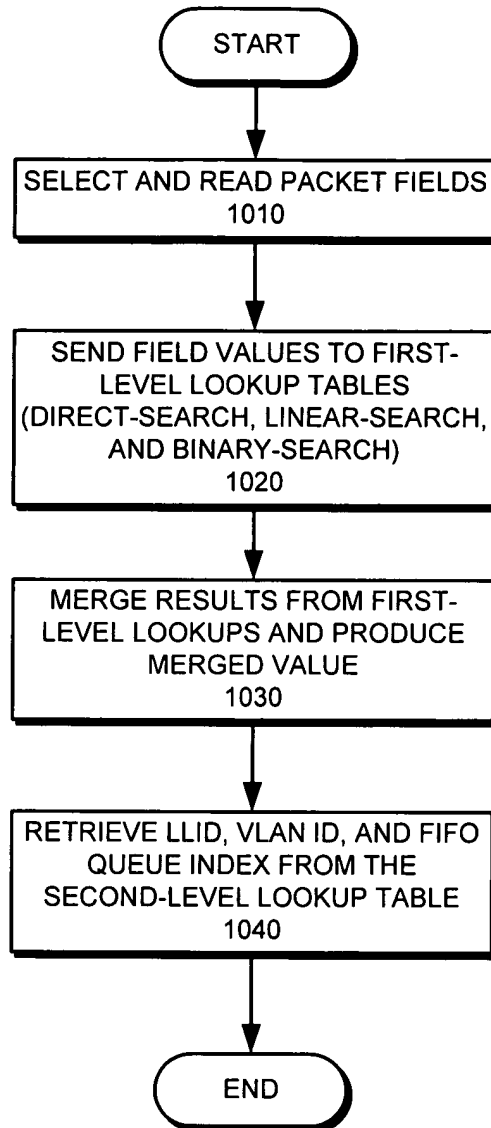 START
SELECT AND READ PACKET FIELDS
1010
SEND FIELD VALUES TO FIRST-
LEVEL LOOKUP TABLES
(DIRECT-SEARCH, LINEAR-SEARCH,
AND BINARY-SEARCH)
1020
MERGE RESULTS FROM FIRST-
LEVEL LOOKUPS AND PRODUCE
MERGED VALUE
1030
RETRIEVE LLID, VLAN ID, AND FIFO
QUEUE INDEX FROM THE
SECOND-LEVEL LOOKUP TABLE
1040
END